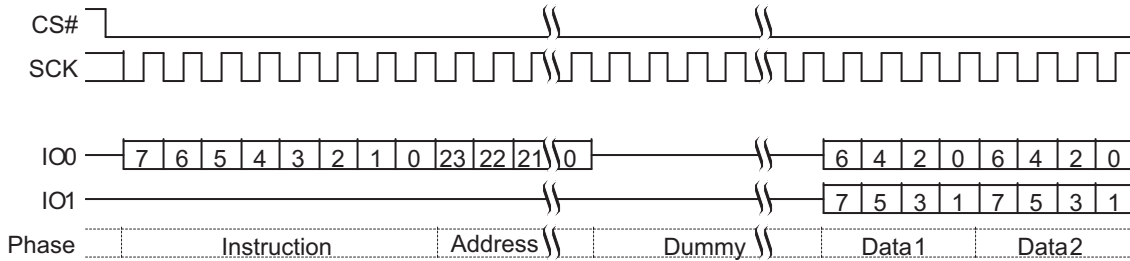 CS#
SCK
IO0 7 6 5 4 3 2 1 0 23 22 21 0 6 4 2 0 6 4 2 0
IO1 7 5 3 1 7 5 3 1
Phase Instruction Address Dummy Data1 Data2